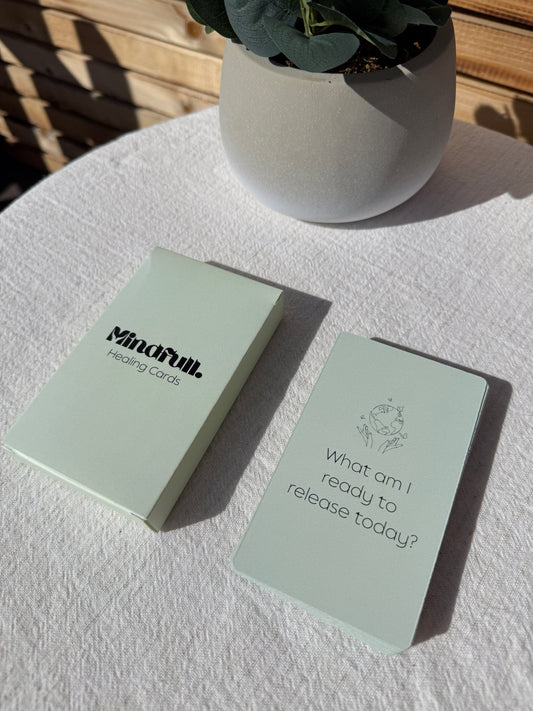 Mindfull.
Healing Cards
What am I
ready to
release today?